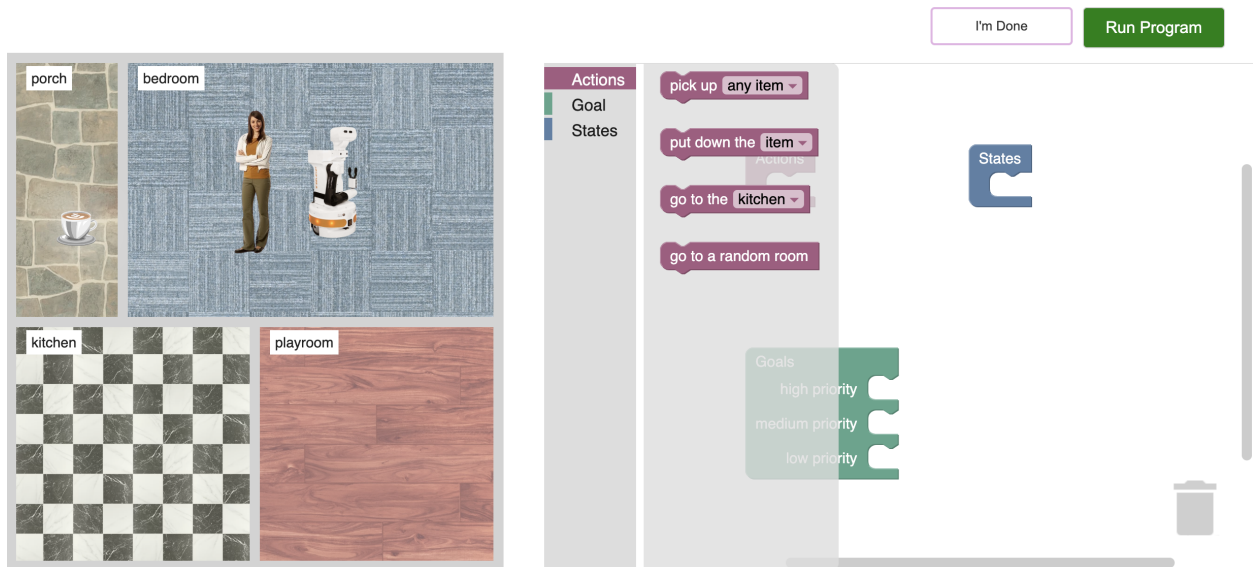 I'm Done
Run Program
porch
bedroom
kitchen
playroom
Actions
Goal
States
pick up any item
put down the item
go to the kitchen
go to a random room
Actions
States
Goals
high priority
medium priority
low priority